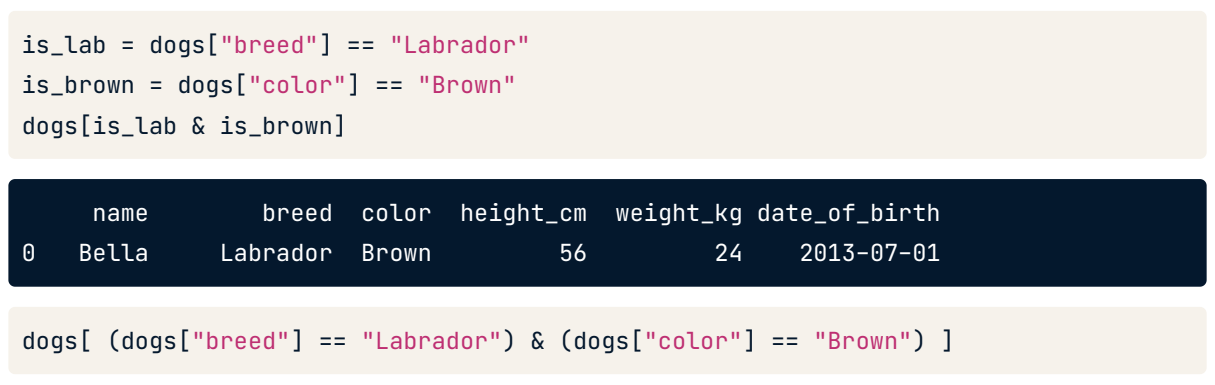 is_lab = dogs["breed"] == "Labrador"
is_brown = dogs["color"] == "Brown"
dogs[is_lab & is_brown]
     name        breed  color  height_cm  weight_kg date_of_birth
0   Bella     Labrador  Brown         56         24    2013-07-01
dogs[ (dogs["breed"] == "Labrador") & (dogs["color"] == "Brown") ]